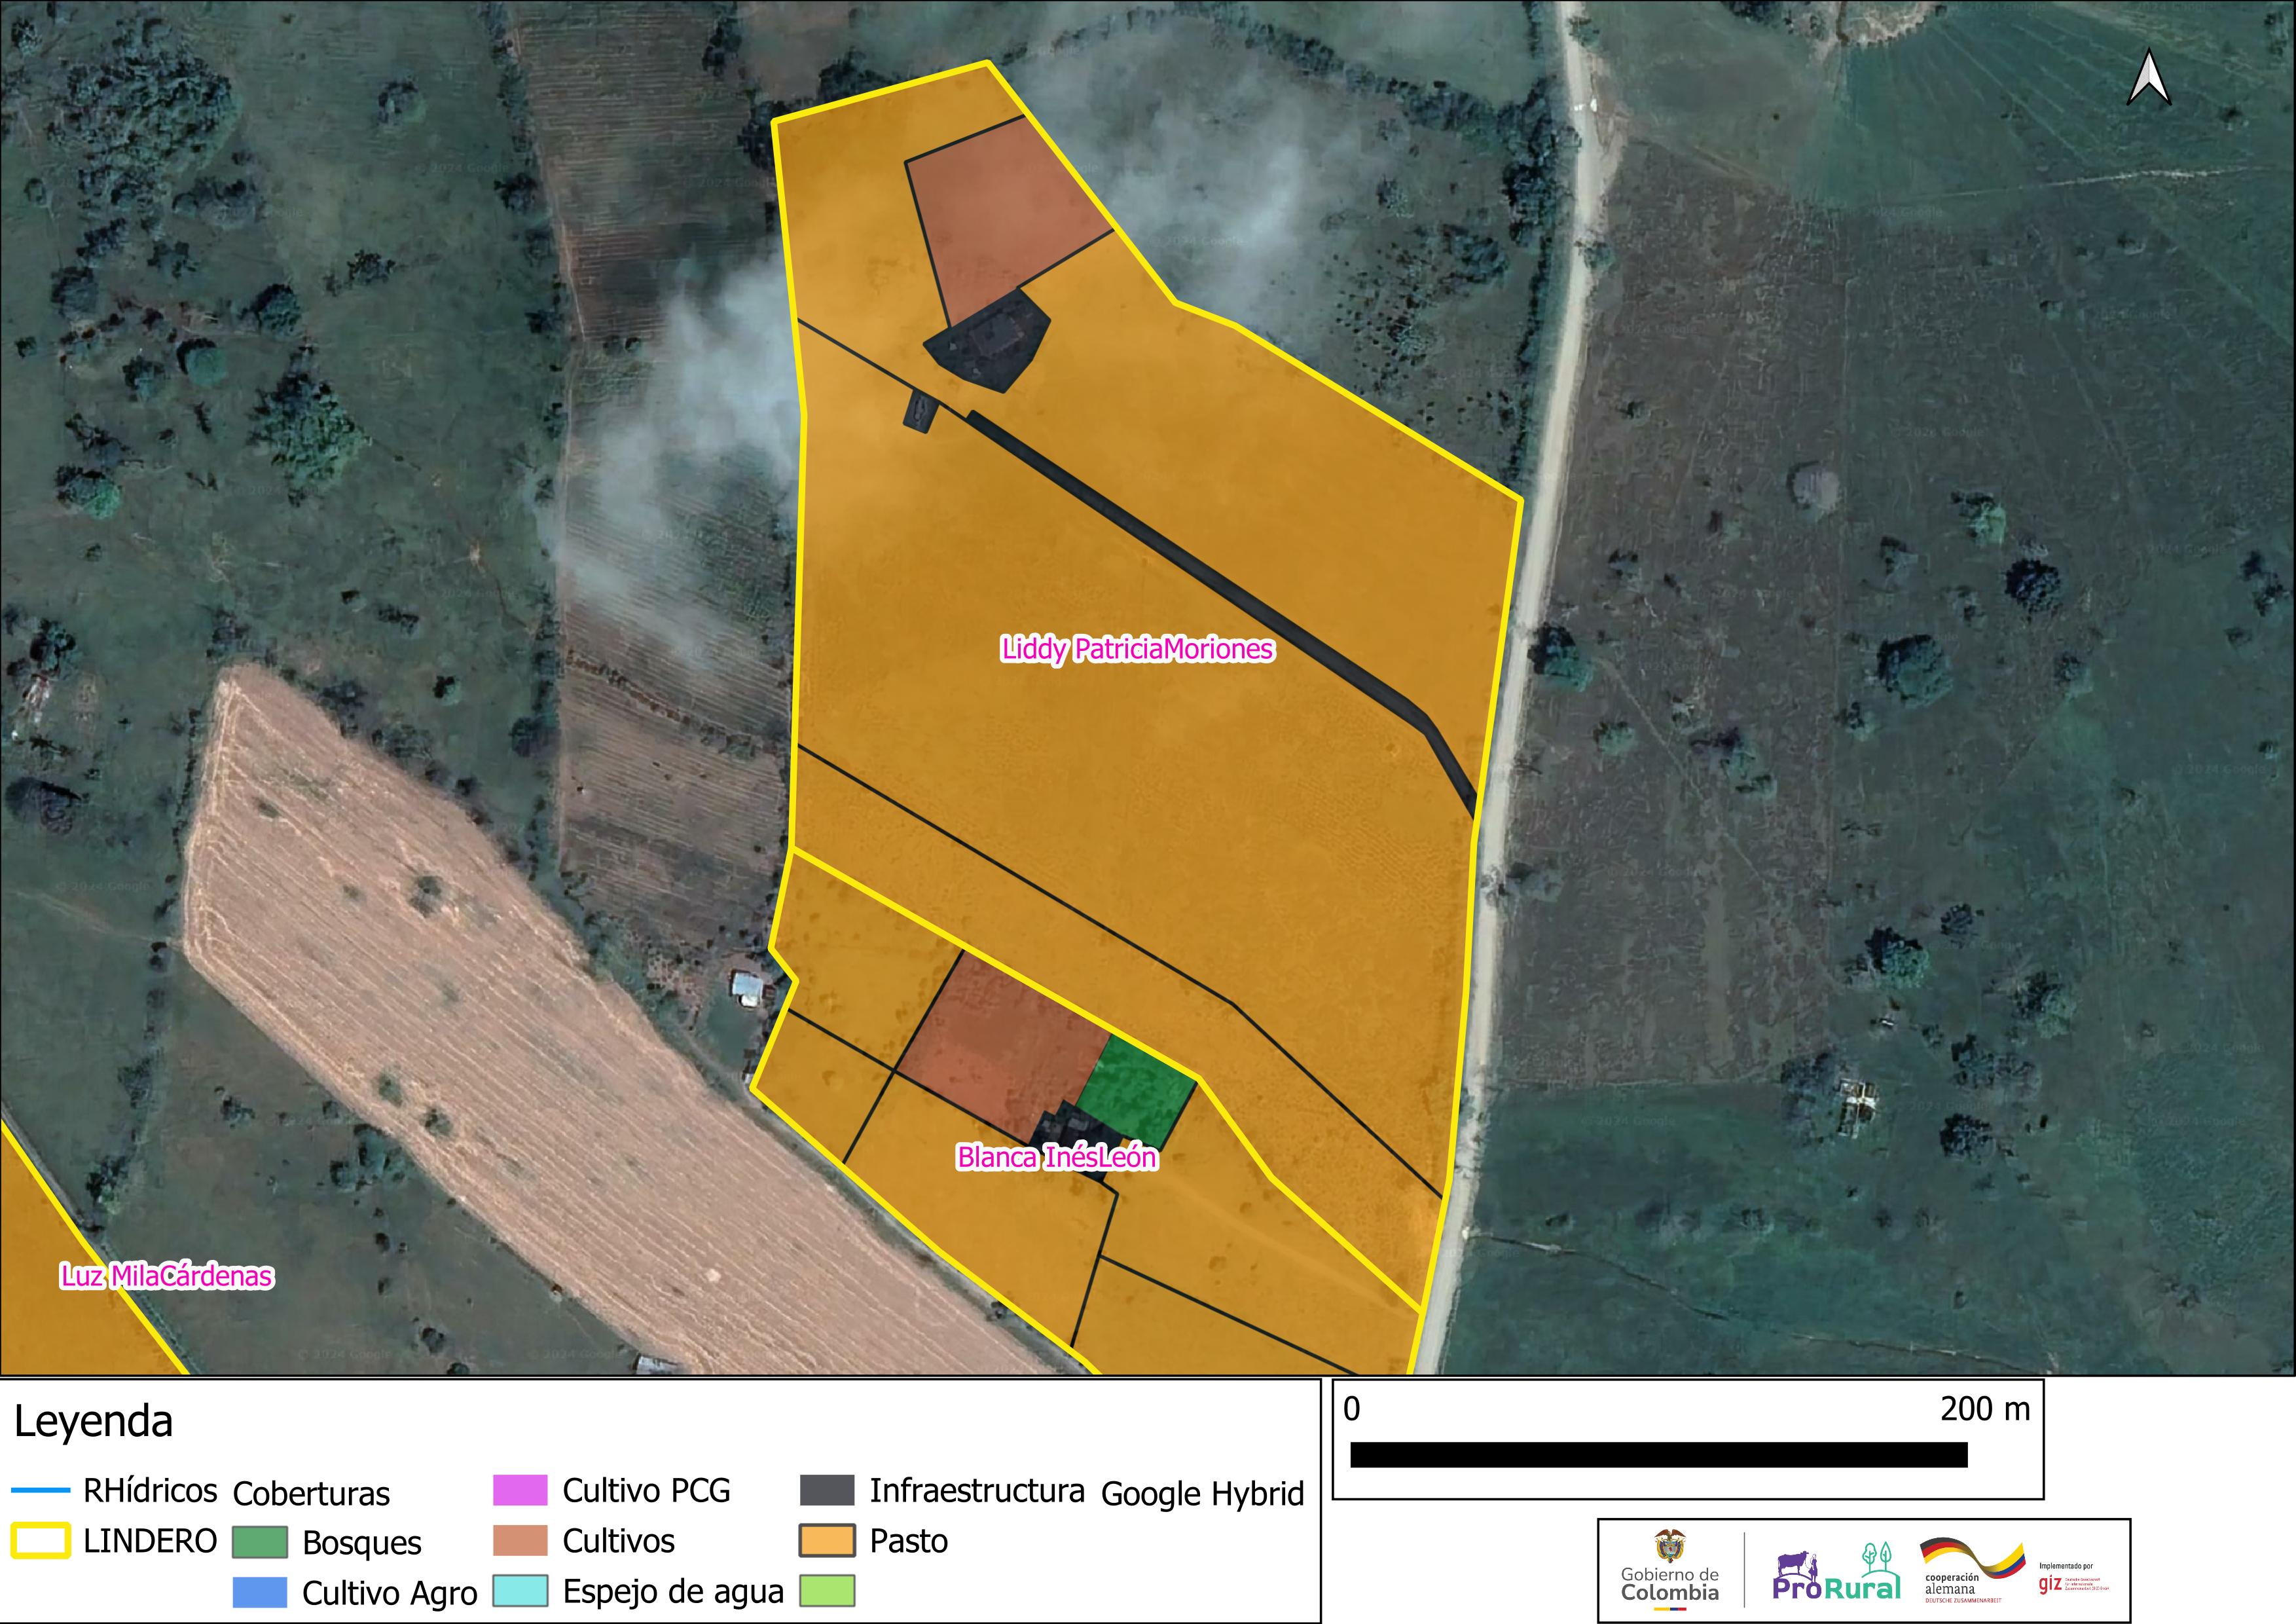 Liddy PatriciaMoriones
Blanca InésLeón
Luz MilaCárdenas
Leyenda
RHídricos
LINDERO
Coberturas
Bosques
Cultivo Agro
Cultivo PCG
Cultivos
Espejo de agua
Infraestructura
Pasto
Google Hybrid
0 200 m
Gobierno de
Colombia
ProRural
cooperación
alemana
DEUTSCHE ZUSAMMENARBEIT
Implementado por
giz